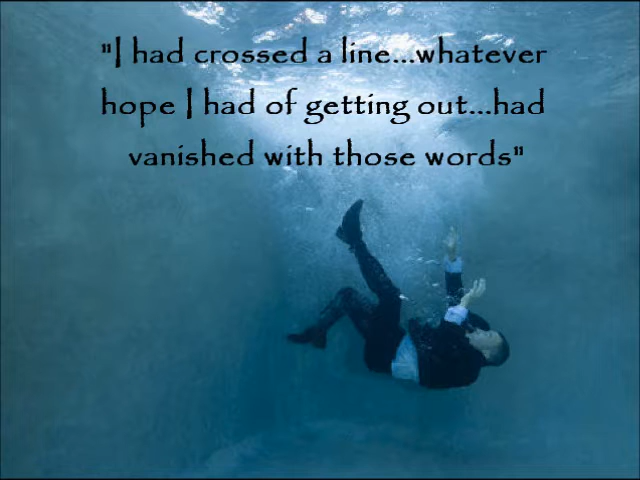 "I had crossed a line...whatever
hope I had of getting out...had
vanished with those words"